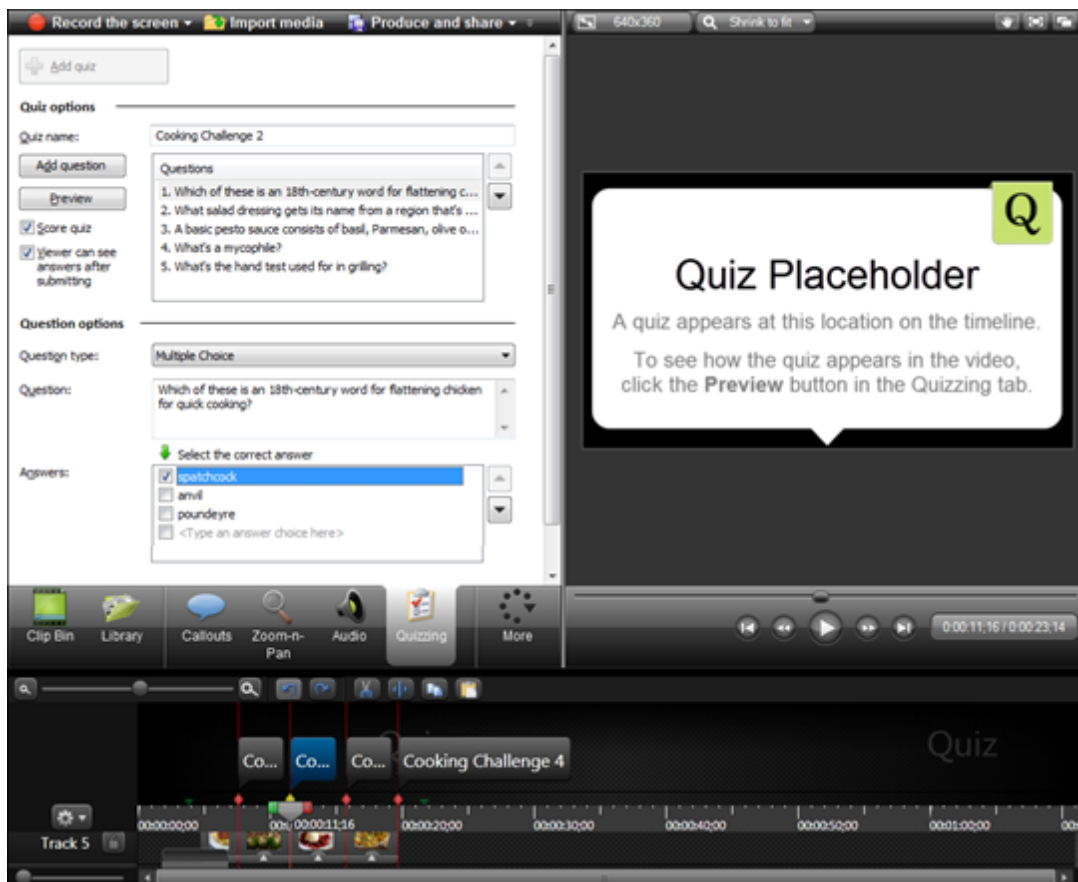 Record the screen
Import media
Produce and share
640x360
Shrink to fit
Add quiz
Quiz options
Quiz name:
Cooking Challenge 2
Add question
Preview
Questions
1. Which of these is an 18th-century word for flattening c...
2. What salad dressing gets its name from a region that's ...
3. A basic pesto sauce consists of basil, Parmesan, olive o...
4. What's a mycophile?
5. What's the hand test used for in grilling?
Score quiz
Viewer can see
answers after
submitting
Question options
Question type:
Multiple Choice
Question:
Which of these is an 18th-century word for flattening chicken
for quick cooking?
Select the correct answer
Answers:
spatchcock
anvil
poundeyre
<Type an answer choice here>
Q
Quiz Placeholder
A quiz appears at this location on the timeline.
To see how the quiz appears in the video,
click the Preview button in the Quizzing tab.
Clip Bin
Library
Callouts
Zoom-n-
Pan
Audio
Quizzing
More
0:00:11;16 / 0:00:23;14
Quiz
Co...
Co...
Co...
Cooking Challenge 4
00:00:00;00
00:00:11;16
00:00:20;00
00:00:30;00
00:00:40;00
00:00:50;00
00:01:00;00
Track 5